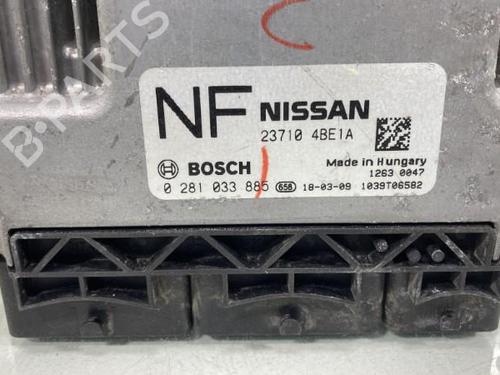 NF NISSAN
23710 4BE1A
BOSCH
Made in Hungary
1263 0047
0 281 033 885 658 18-03-09 1039T06582
B-PARTS